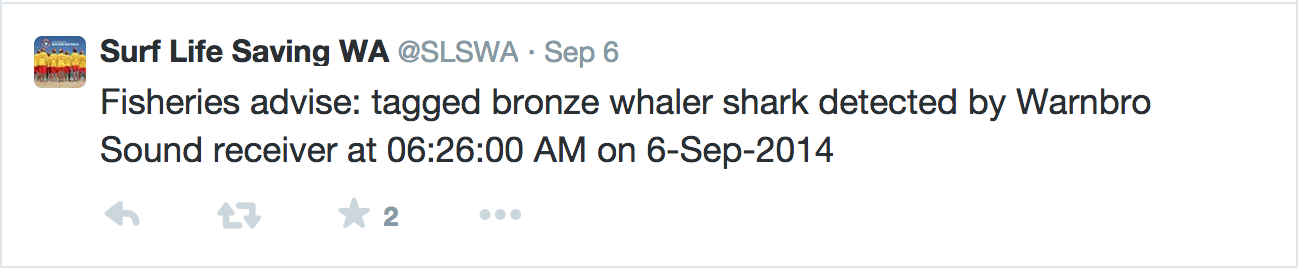 Surf Life Saving WA @SLSWA · Sep 6
Fisheries advise: tagged bronze whaler shark detected by Warnbro
Sound receiver at 06:26:00 AM on 6-Sep-2014
2